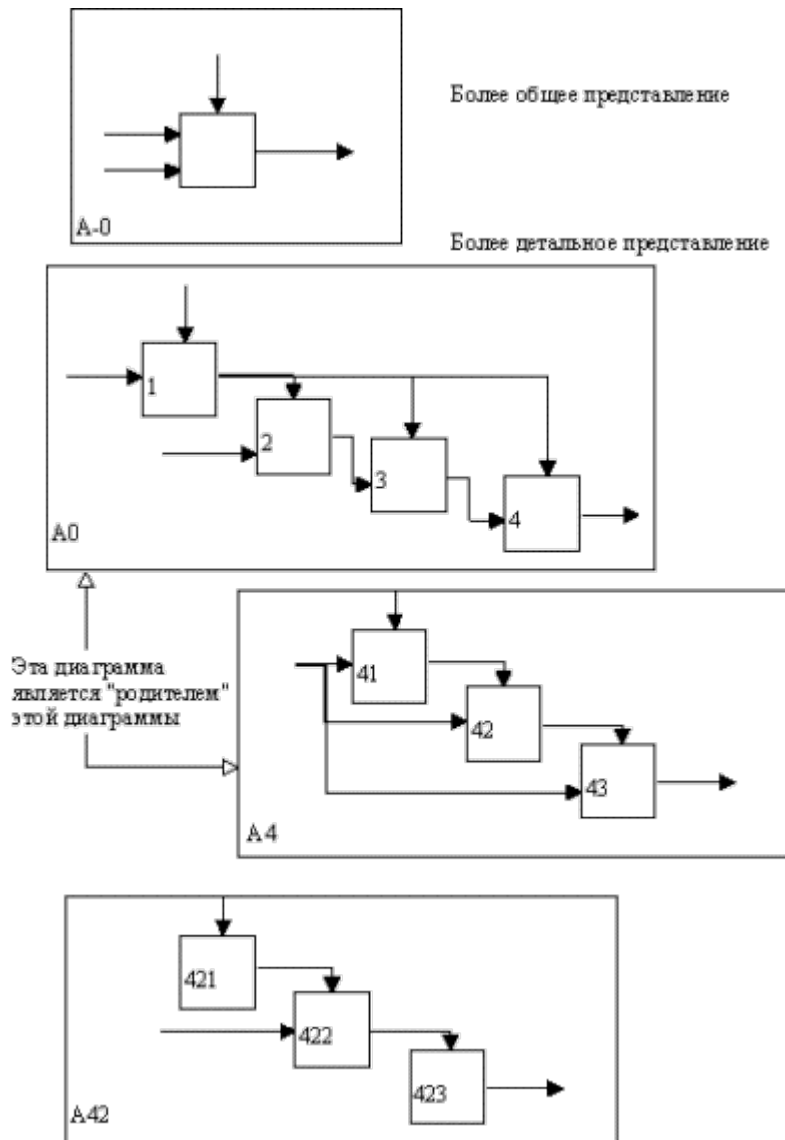 Более общее представление
A-0
Более детальное представление
1
2
3
4
A0
Эта диаграмма
является "родителем"
этой диаграммы
41
42
43
A4
421
422
423
A42